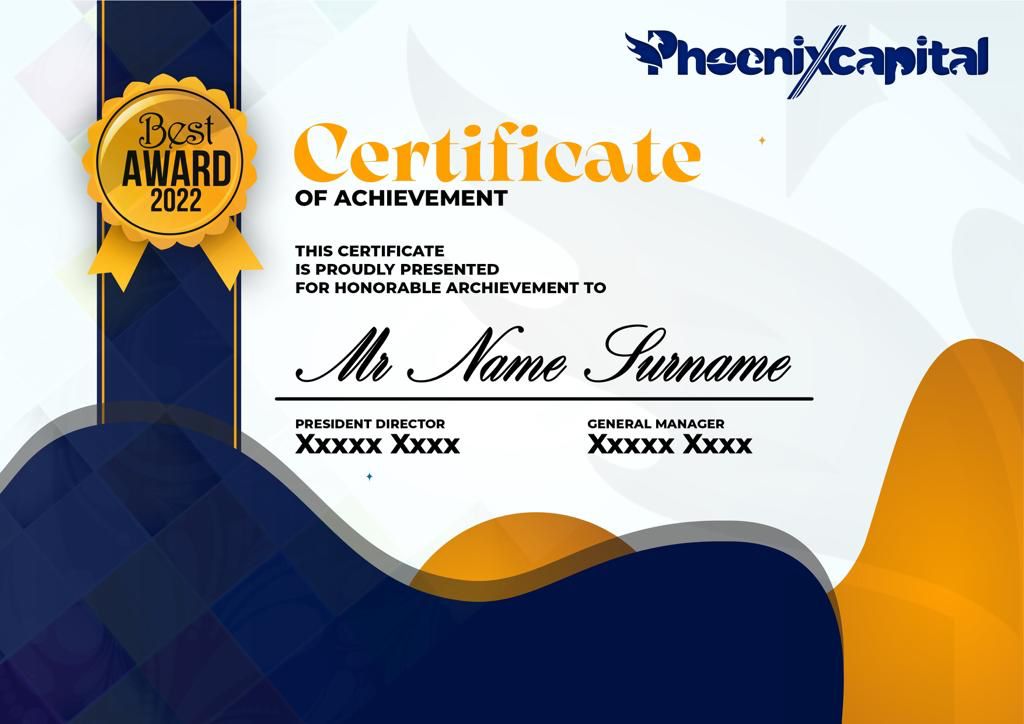 Phoenixcapital
Best
AWARD
2022
Certificate
OF ACHIEVEMENT
THIS CERTIFICATE
IS PROUDLY PRESENTED
FOR HONORABLE ARCHIEVEMENT TO
Mr Name Surname
PRESIDENT DIRECTOR
Xxxxx Xxxx
GENERAL MANAGER
Xxxxx Xxxx